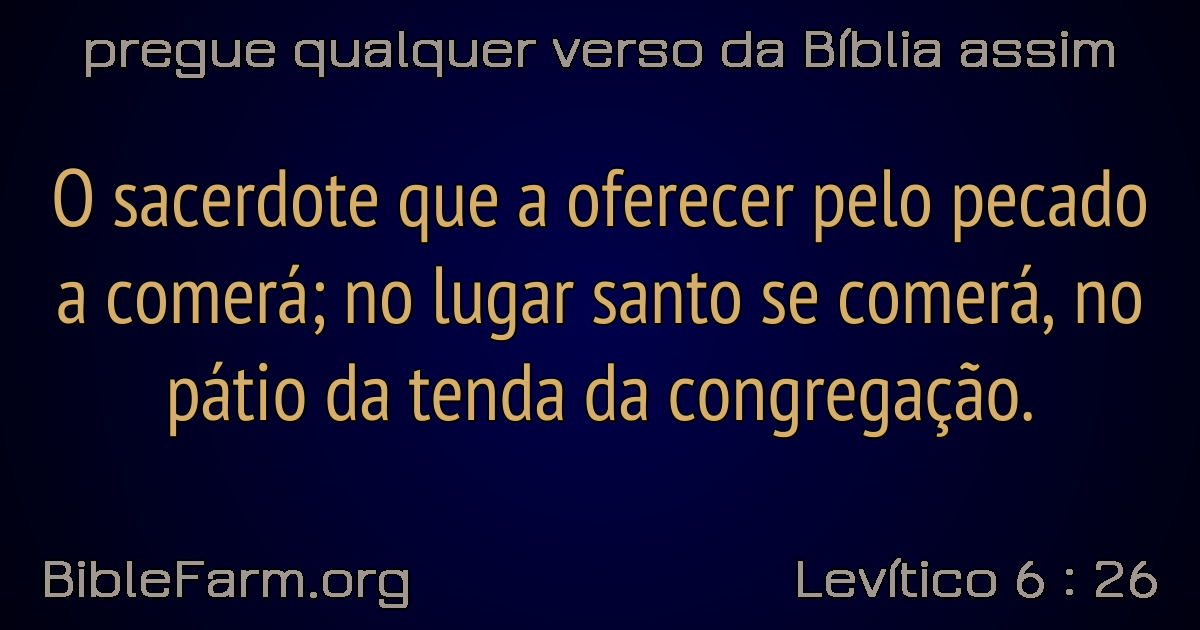 pregue qualquer verso da Bíblia assim
O sacerdote que a oferecer pelo pecado
a comerá; no lugar santo se comerá, no
pátio da tenda da congregação.
BibleFarm.org
Levítico 6 : 26